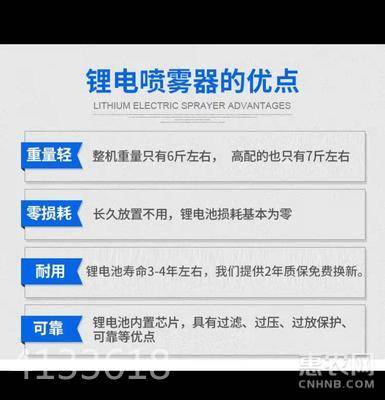 锂电喷雾器的优点
LITHIUM ELECTRIC SPRAYER ADVANTAGES
重量轻 整机重量只有6斤左右， 高配的也只有7斤左右
零损耗 长久放置不用，锂电池损耗基本为零
耐用 锂电池寿命3-4年左右，我们提供2年质保免费换新。
可靠 锂电池内置芯片，具有过滤、过压、过放保护、
可靠等优点
4133618
惠农网
CNHNB.COM